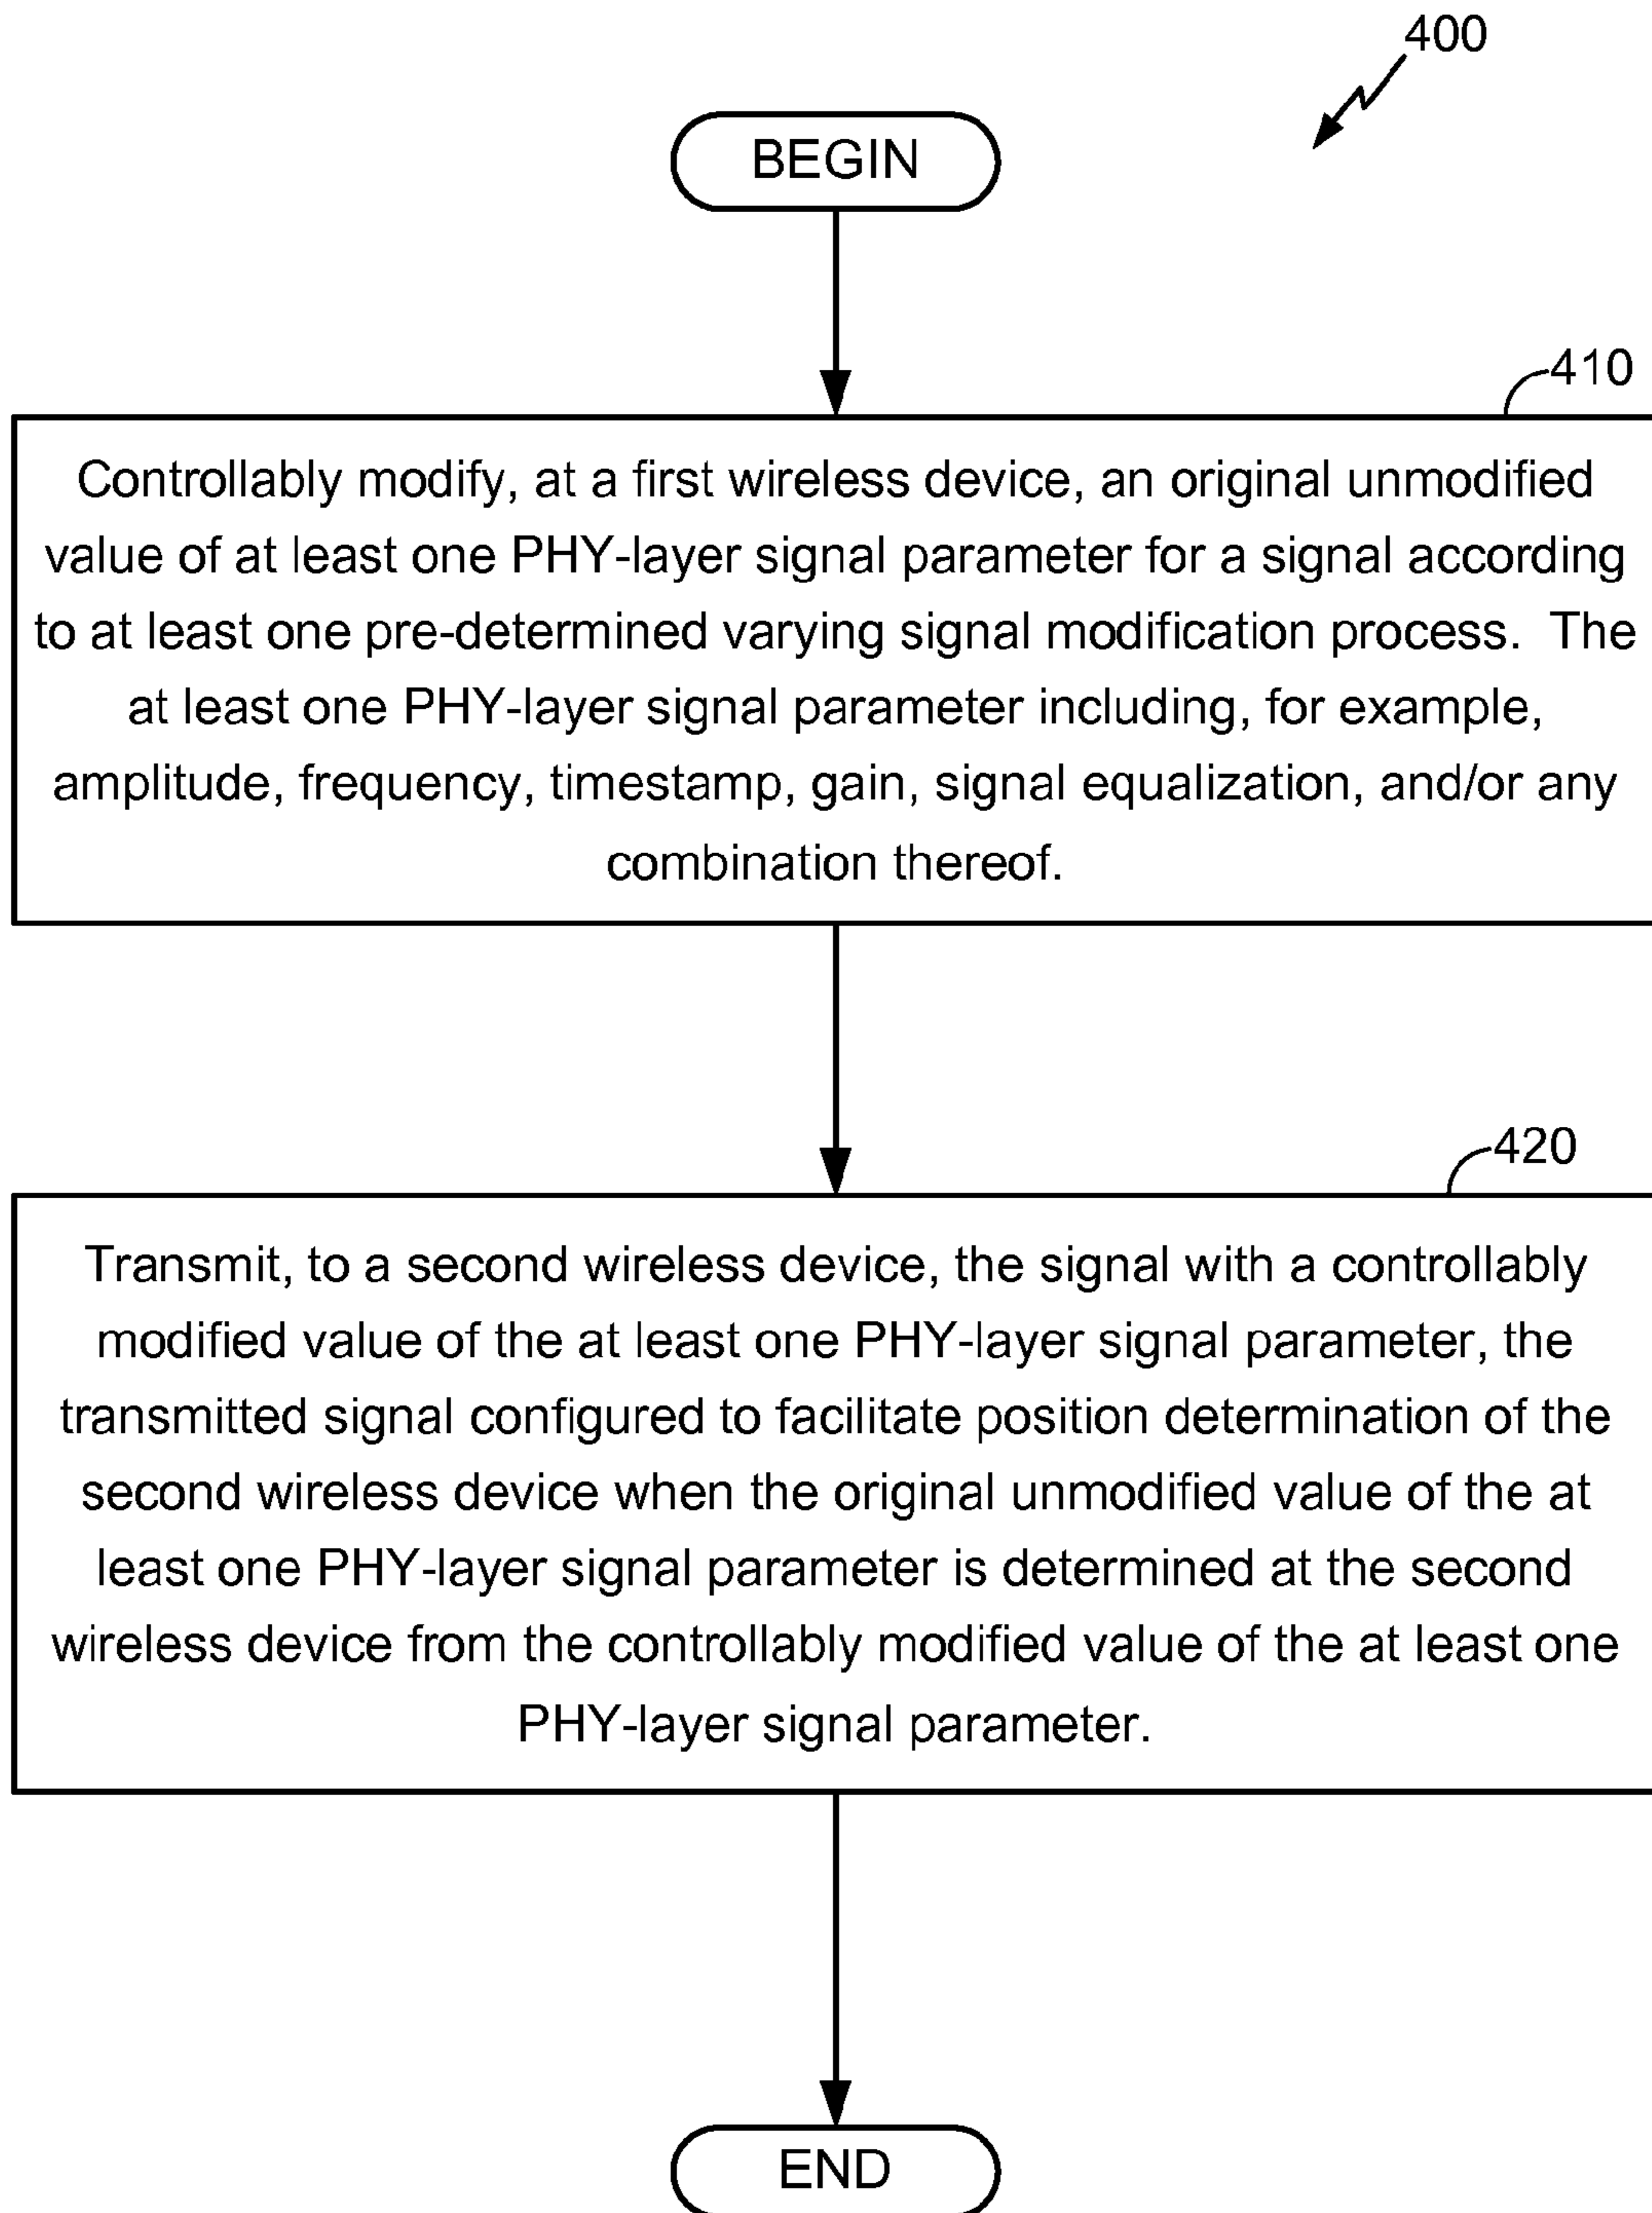 400
BEGIN
410
Controllably modify, at a first wireless device, an original unmodified
value of at least one PHY-layer signal parameter for a signal according
to at least one pre-determined varying signal modification process. The
at least one PHY-layer signal parameter including, for example,
amplitude, frequency, timestamp, gain, signal equalization, and/or any
combination thereof.
420
Transmit, to a second wireless device, the signal with a controllably
modified value of the at least one PHY-layer signal parameter, the
transmitted signal configured to facilitate position determination of the
second wireless device when the original unmodified value of the at
least one PHY-layer signal parameter is determined at the second
wireless device from the controllably modified value of the at least one
PHY-layer signal parameter.
END